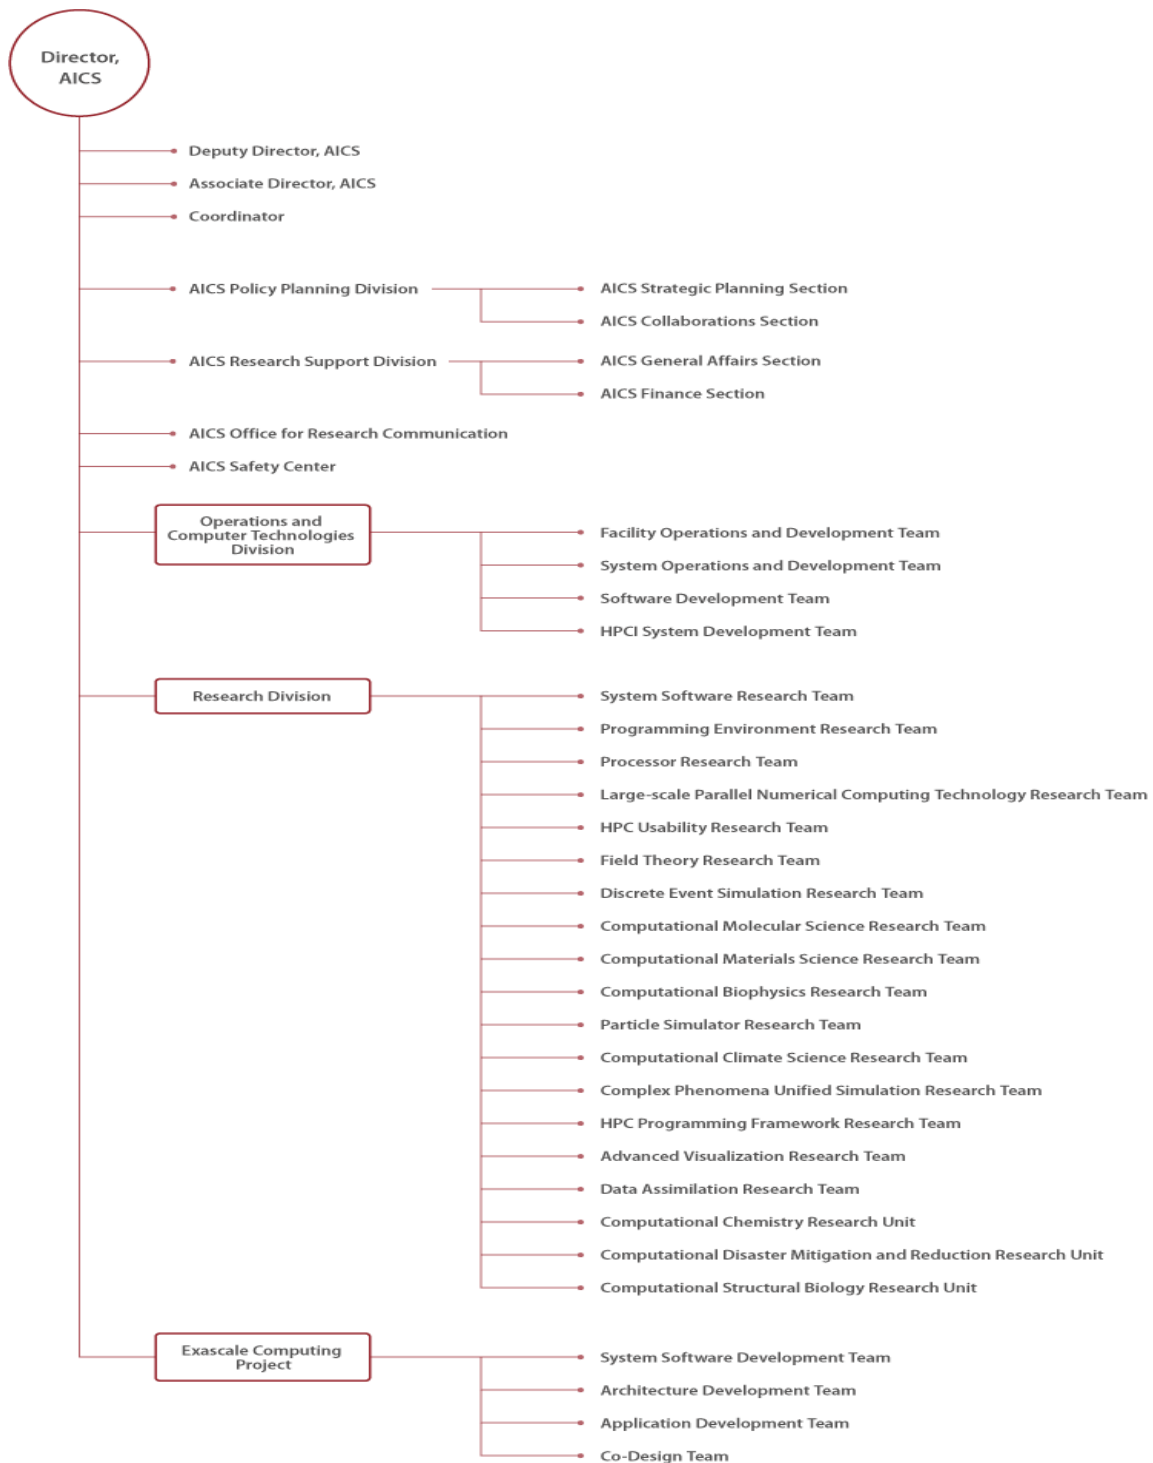 Director,
AICS
Deputy Director, AICS
Associate Director, AICS
Coordinator
AICS Policy Planning Division
AICS Strategic Planning Section
AICS Collaborations Section
AICS Research Support Division
AICS General Affairs Section
AICS Finance Section
AICS Office for Research Communication
AICS Safety Center
Operations and
Computer Technologies
Division
Facility Operations and Development Team
System Operations and Development Team
Software Development Team
HPCI System Development Team
Research Division
System Software Research Team
Programming Environment Research Team
Processor Research Team
Large-scale Parallel Numerical Computing Technology Research Team
HPC Usability Research Team
Field Theory Research Team
Discrete Event Simulation Research Team
Computational Molecular Science Research Team
Computational Materials Science Research Team
Computational Biophysics Research Team
Particle Simulator Research Team
Computational Climate Science Research Team
Complex Phenomena Unified Simulation Research Team
HPC Programming Framework Research Team
Advanced Visualization Research Team
Data Assimilation Research Team
Computational Chemistry Research Unit
Computational Disaster Mitigation and Reduction Research Unit
Computational Structural Biology Research Unit
Exascale Computing
Project
System Software Development Team
Architecture Development Team
Application Development Team
Co-Design Team